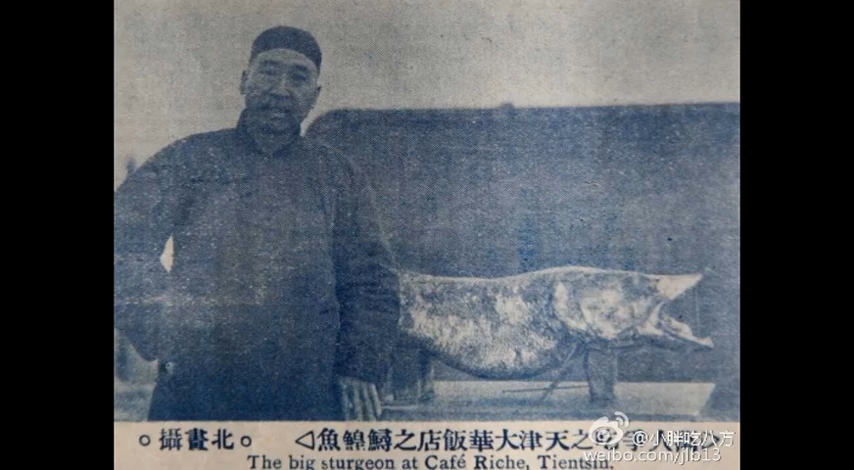 人之天津大華飯店之鱘鰉魚 北畫攝
The big sturgeon at Café Riche, Tientsin.
@小胖吃八方
weibo.com/jlb13